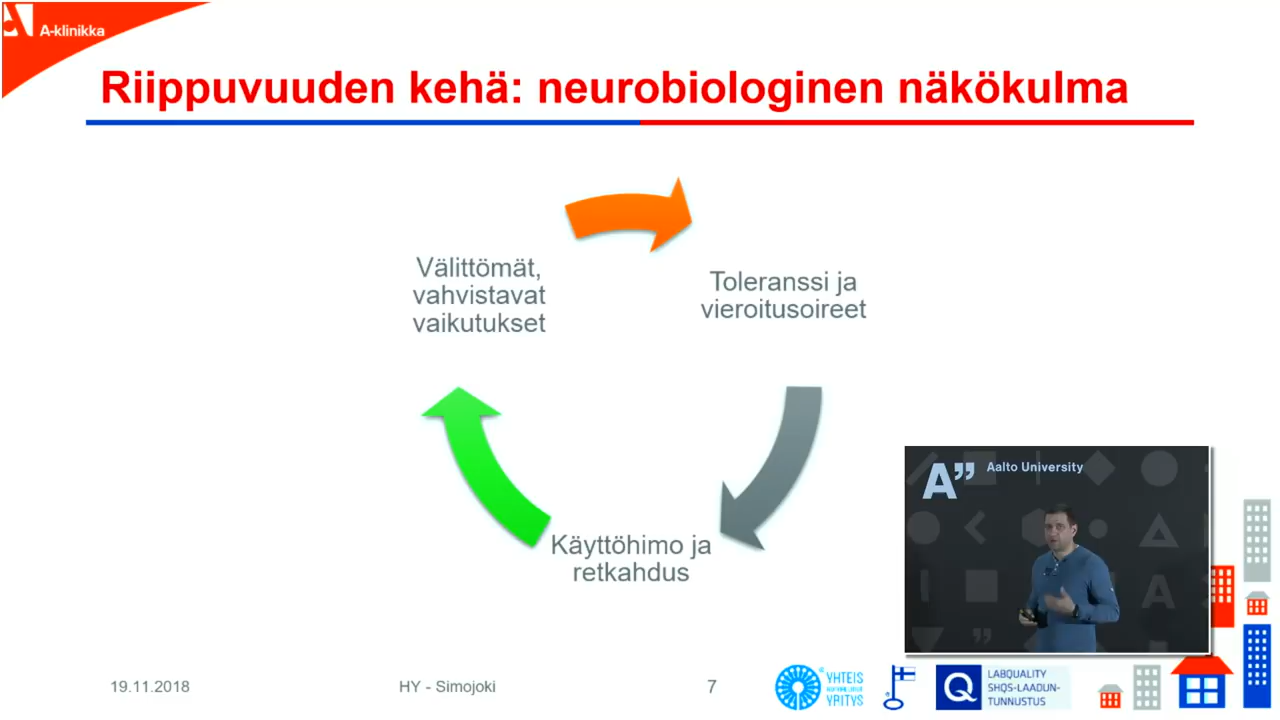 A-klinikka
Riippuvuuden kehä: neurobiologinen näkökulma
Välittömät,
vahvistavat
vaikutukset
Toleranssi ja
vieroitusoireet
Käyttöhimo ja
retkahdus
A” Aalto University
19.11.2018
HY - Simojoki
7
YHTEIS
YRITYS
Q
LABQUALITY
SHQS-LAADUN-
TUNNUSTUS